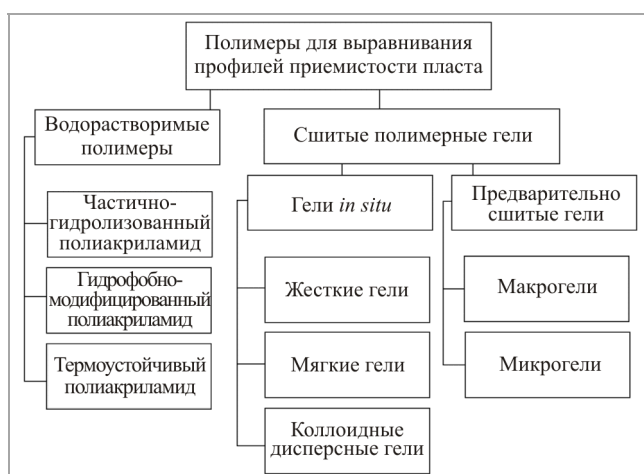 Полимеры для выравнивания
профилей приемистости пласта
Водорастворимые
полимеры
Частично-
гидролизованный
полиакриламид
Гидрофобно-
модифицированный
полиакриламид
Термоустойчивый
полиакриламид
Сшитые полимерные гели
Гели in situ
Жесткие гели
Мягкие гели
Коллоидные
дисперсные гели
Предварительно
сшитые гели
Макрогели
Микрогели